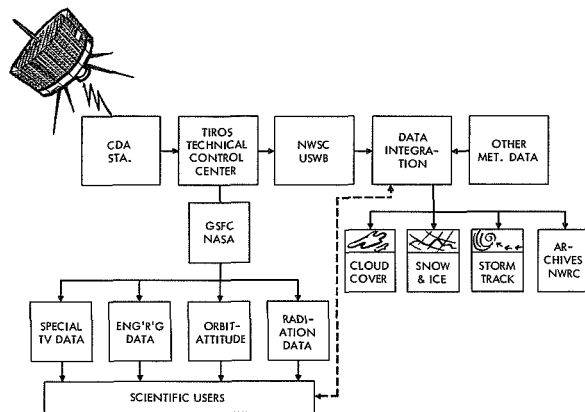 CDA
STA.
TIROS
TECHNICAL
CONTROL
CENTER
NWSC
USWB
DATA
INTEGRA-
TION
OTHER
MET. DATA
GSFC
NASA
CLOUD
COVER
SNOW
& ICE
STORM
TRACK
AR-
CHIVES
NWRC
SPECIAL
TV DATA
ENG'R'G
DATA
ORBIT-
ATTITUDE
RADI-
ATION
DATA
SCIENTIFIC USERS